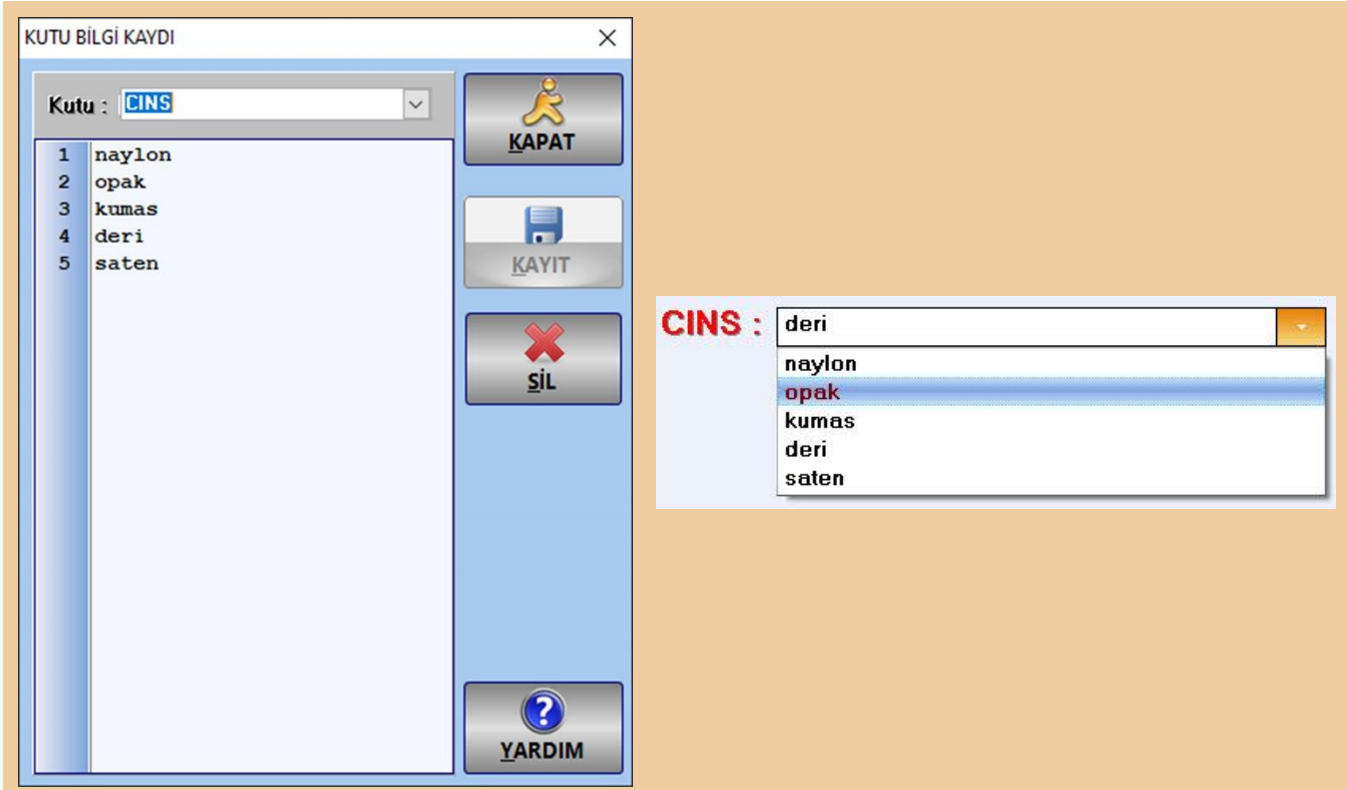 KUTU BİLGİ KAYDI
Kutu : CINS
KAPAT
1 naylon
2 opak
3 kumas
4 deri
5 saten
KAYIT
SİL
YARDIM
CINS : deri
naylon
opak
kumas
deri
saten